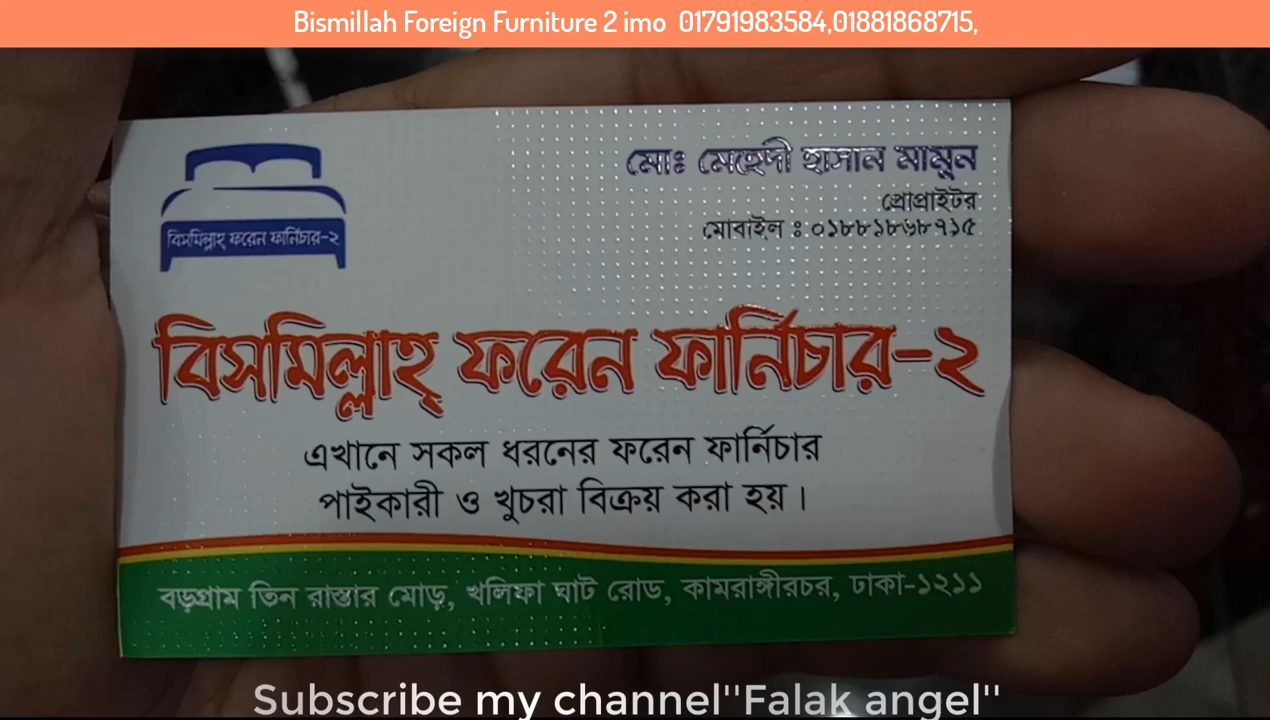 Bismillah Foreign Furniture 2 imo 01791983584,01881868715,
মোঃ মেহেদী হাসান মামুন
প্রোপ্রাইটর
মোবাইল ঃ ০১৮৮১৮৬৮৭১৫
বিসমিল্লাহ্ ফরেন ফার্নিচার-২
বিসমিল্লাহ্ ফরেন ফার্নিচার-২
এখানে সকল ধরনের ফরেন ফার্নিচার
পাইকারী ও খুচরা বিক্রয় করা হয়।
বড়গ্রাম তিন রাস্তার মোড়, খলিফা ঘাট রোড, কামরাঙ্গীরচর, ঢাকা-১২১১
Subscribe my channel"Falak angel"